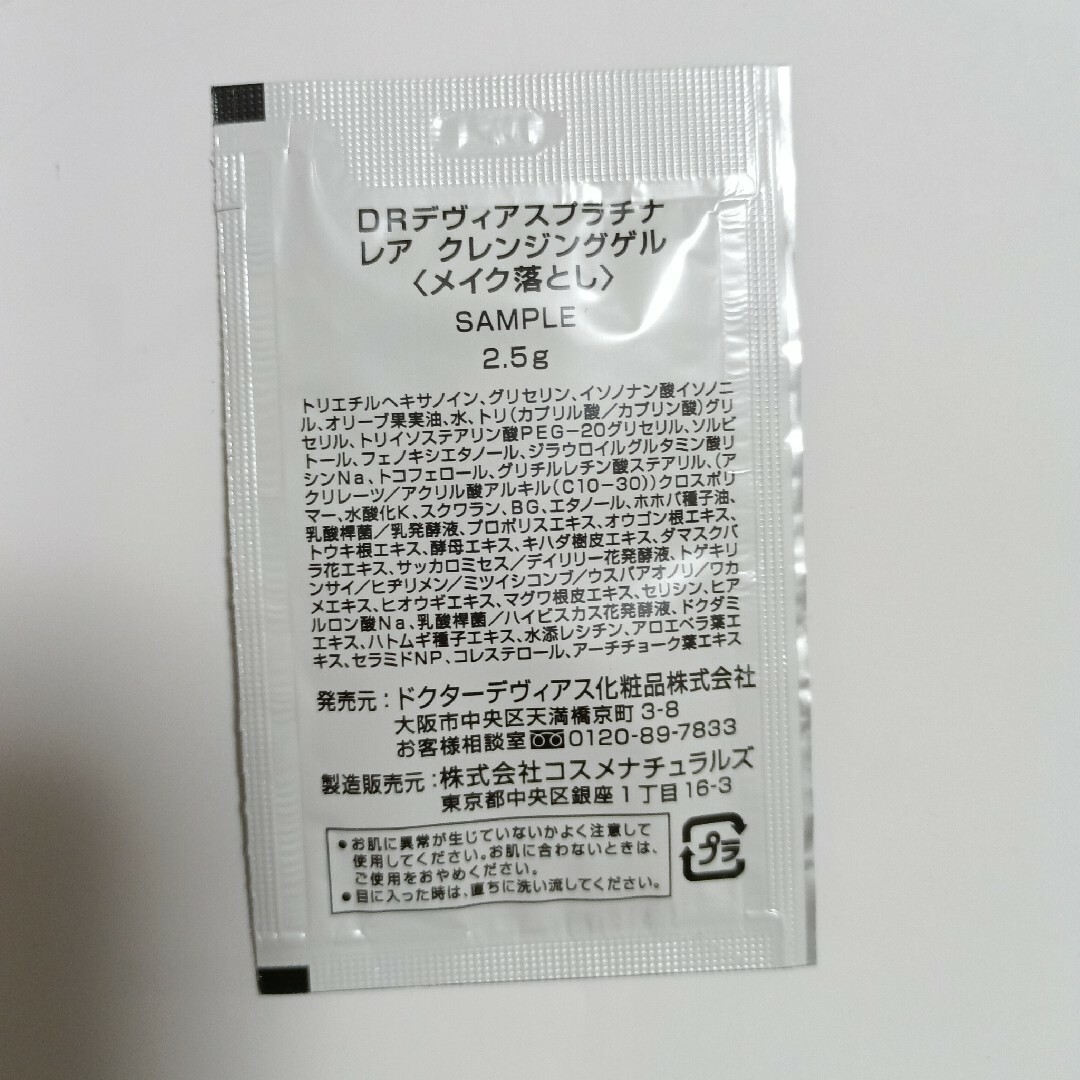 DRデヴィアスプラチナ
レア クレンジングゲル
〈メイク落とし〉
SAMPLE
2.5g
トリエチルヘキサノイン、グリセリン、イソノナン酸イソノニ
ル、オリーブ果実油、水、トリ(カプリル酸/カプリン酸)グリ
セリル、トリイソステアリン酸PEG-20グリセリル、ソルビ
トール、フェノキシエタノール、ジラウロイルグルタミン酸リ
シンNa、トコフェロール、グリチルレチン酸ステアリル、(ア
クリレーツ/アクリル酸アルキル(C10-30))クロスポリ
マー、水酸化K、スクワラン、BG、エタノール、ホホバ種子油、
乳酸桿菌/乳発酵液、プロポリスエキス、オウゴン根エキス、
トウキ根エキス、酵母エキス、キハダ樹皮エキス、ダマスクバ
ラ花エキス、サッカロミセス/デイリリー花発酵液、トゲキリ
ンサイ/ヒヂリメン/ミツイシコンブ/ウスバアオノリ/ワカ
メエキス、ヒオウギエキス、マグワ根皮エキス、セリシン、ヒア
ルロン酸Na、乳酸桿菌/ハイビスカス花発酵液、ドクダミ
エキス、ハトムギ種子エキス、水添レシチン、アロエベラ葉エ
キス、セラミドNP、コレステロール、アーチチョーク葉エキス
発売元:ドクターデヴィアス化粧品株式会社
大阪市中央区天満橋京町 3-8
お客様相談室 0120-89-7833
製造販売元:株式会社コスメナチュラルズ
東京都中央区銀座1丁目16-3
●お肌に異常が生じていないかよく注意して
使用してください。お肌に合わないときは、
ご使用をおやめください。
●目に入った時は、直ちに洗い流してください。
プラ